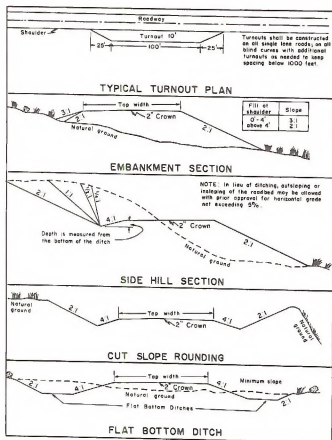 Roadway
Shoulder
Turnout 10'
25'
100'
25'
Turnouts shall be constructed
on all single lane roads; on all
blind curves with additional
turnouts as needed to keep
spacing below 1000 feet.
TYPICAL TURNOUT PLAN
Top width
2" Crown
3:1
2:1
2:1
Natural ground
Fill at shoulder Slope
0'-4' 3:1
above 4' 2:1
EMBANKMENT SECTION
2:1
1:1
4:1
2" Crown
2:1
NOTE: In lieu of ditching, outsloping or
insloping of the roadbed may be allowed
with prior approval for horizontal grade
not exceeding 5%.
Depth is measured from
the bottom of the ditch
Natural ground
SIDE HILL SECTION
Natural
ground
2:1
4:1
Top width
2" Crown
4:1
2:1
Natural
ground
CUT SLOPE ROUNDING
Top width
2" Crown
2:1
4:1
4:1
Minimum slope
2:1
Natural ground
Flat Bottom Ditches
FLAT BOTTOM DITCH